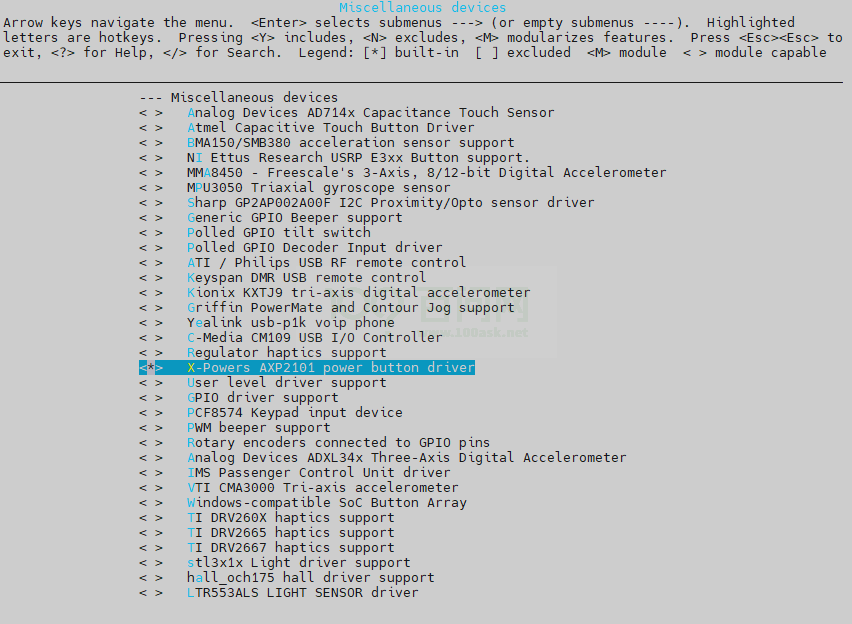 Miscellaneous devices
Arrow keys navigate the menu.  <Enter> selects submenus ---> (or empty submenus ----).  Highlighted
letters are hotkeys.  Pressing <Y> includes, <N> excludes, <M> modularizes features.  Press <Esc><Esc> to
exit, <?> for Help, </> for Search.  Legend: [*] built-in  [ ] excluded  <M> module  < > module capable
--- Miscellaneous devices
< >   Analog Devices AD714x Capacitance Touch Sensor
< >   Atmel Capacitive Touch Button Driver
< >   BMA150/SMB380 acceleration sensor support
< >   NI Ettus Research USRP E3xx Button support.
< >   MMA8450 - Freescale's 3-Axis, 8/12-bit Digital Accelerometer
< >   MPU3050 Triaxial gyroscope sensor
< >   Sharp GP2AP002A00F I2C Proximity/Opto sensor driver
< >   Generic GPIO Beeper support
< >   Polled GPIO tilt switch
< >   Polled GPIO Decoder Input driver
< >   ATI / Philips USB RF remote control
< >   Keyspan DMR USB remote control
< >   Kionix KXTJ9 tri-axis digital accelerometer
< >   Griffin PowerMate and Contour Jog support
< >   Yealink usb-p1k voip phone
www.100ask.net
< >   C-Media CM109 USB I/O Controller
< >   Regulator haptics support
<*>   X-Powers AXP2101 power button driver
< >   User level driver support
< >   GPIO driver support
< >   PCF8574 Keypad input device
< >   PWM beeper support
< >   Rotary encoders connected to GPIO pins
< >   Analog Devices ADXL34x Three-Axis Digital Accelerometer
< >   IMS Passenger Control Unit driver
< >   VTI CMA3000 Tri-axis accelerometer
< >   Windows-compatible SoC Button Array
< >   TI DRV260X haptics support
< >   TI DRV2665 haptics support
< >   TI DRV2667 haptics support
< >   stl3x1x Light driver support
< >   hall_och175 hall driver support
< >   LTR553ALS LIGHT SENSOR driver